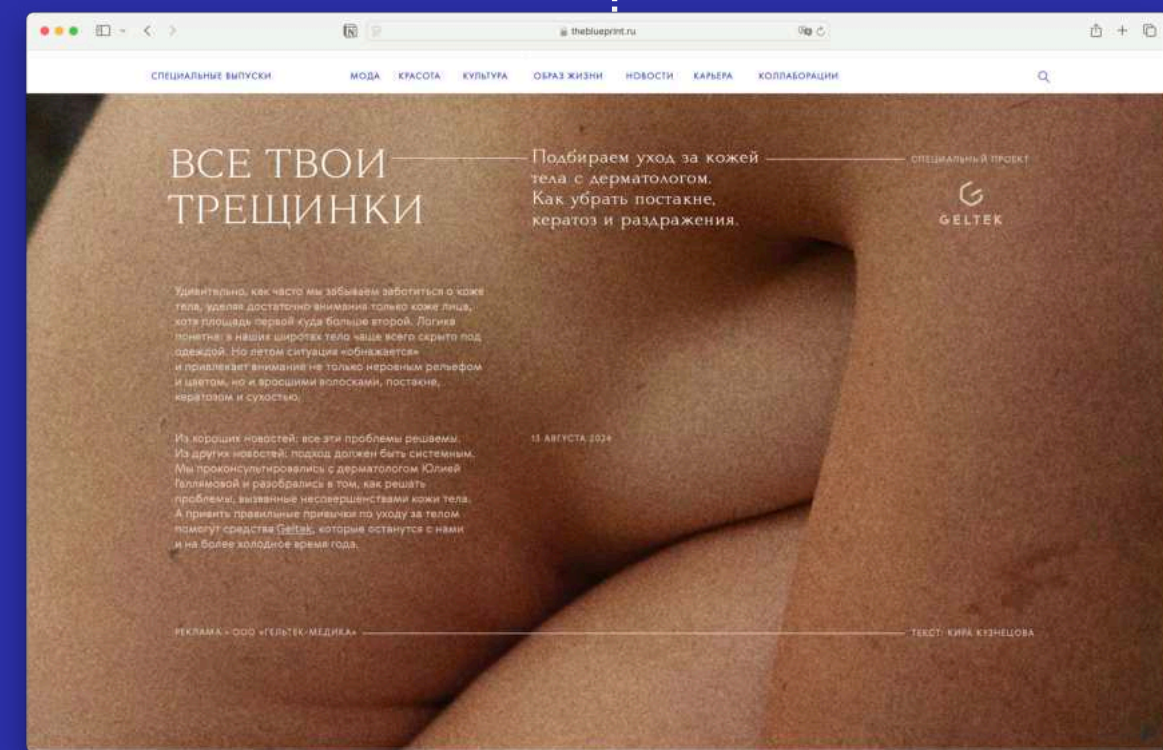 theblueprint.ru
СПЕЦИАЛЬНЫЕ ВЫПУСКИ
МОДА
КРАСОТА
КУЛЬТУРА
ОБРАЗ ЖИЗНИ
НОВОСТИ
КАРЬЕРА
КОЛЛАБОРАЦИИ
ВСЕ ТВОИ
ТРЕЩИНКИ
Подбираем уход за кожей
тела с дерматологом.
Как убрать постакне,
кератоз и раздражения.
СПЕЦИАЛЬНЫЙ ПРОЕКТ
GELTEK
Удивительно, как часто мы забываем заботиться о коже
тела, уделяя достаточно внимания только коже лица,
хотя площадь первой куда больше второй. Логика
понятна: в наших широтах тело чаще всего скрыто под
одеждой. Но летом ситуация «обнажается»
и привлекает внимание не только неровным рельефом
и цветом, но и вросшими волосками, постакне,
кератозом и сухостью.
Из хороших новостей: все эти проблемы решаемы.
Из других новостей: подход должен быть системным.
Мы проконсультировались с дерматологом Юлией
Галлямовой и разобрались в том, как решать
проблемы, вызванные несовершенствами кожи тела.
А привить правильные привычки по уходу за телом
помогут средства Geltek, которые останутся с нами
и на более холодное время года.
13 АВГУСТА 2024
РЕКЛАМА • ООО «ГЕЛЬТЕК-МЕДИКА»
ТЕКСТ: КИРА КУЗНЕЦОВА